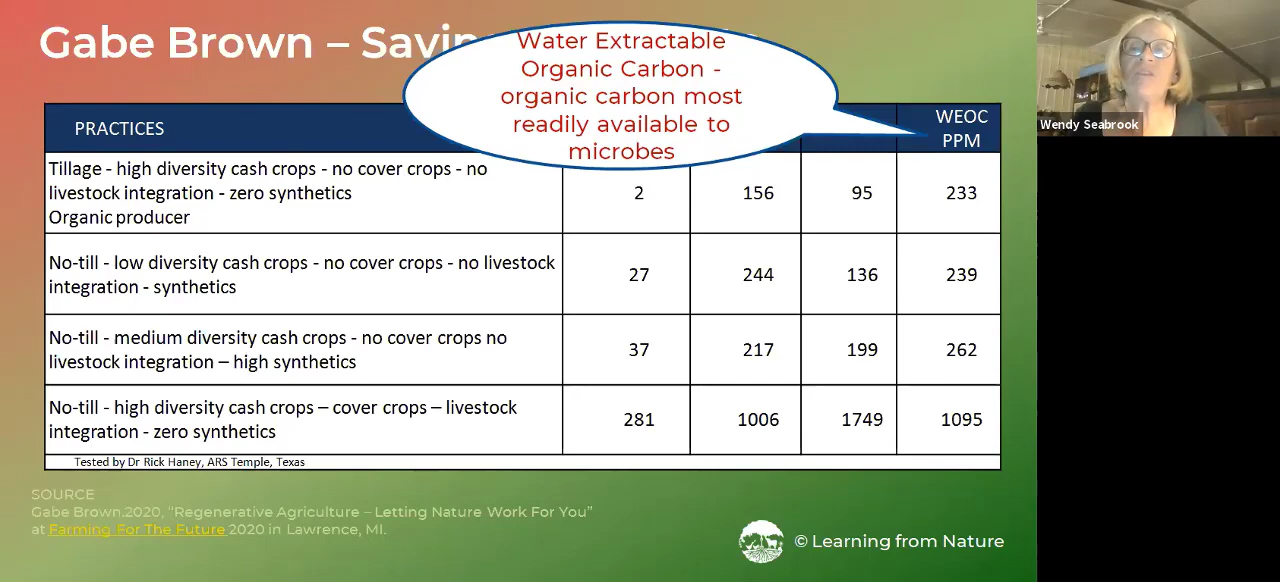 Gabe Brown – Savin
Water Extractable
Organic Carbon -
organic carbon most
readily available to
microbes
Wendy Seabrook
PRACTICES
WEOC
PPM
Tillage - high diversity cash crops - no cover crops - no
livestock integration - zero synthetics
Organic producer
2 156 95 233
No-till - low diversity cash crops - no cover crops - no livestock
integration - synthetics
27 244 136 239
No-till - medium diversity cash crops - no cover crops no
livestock integration – high synthetics
37 217 199 262
No-till - high diversity cash crops – cover crops – livestock
integration - zero synthetics
281 1006 1749 1095
Tested by Dr Rick Haney, ARS Temple, Texas
SOURCE
Gabe Brown.2020, “Regenerative Agriculture – Letting Nature Work For You”
at Farming For The Future 2020 in Lawrence, MI.
© Learning from Nature